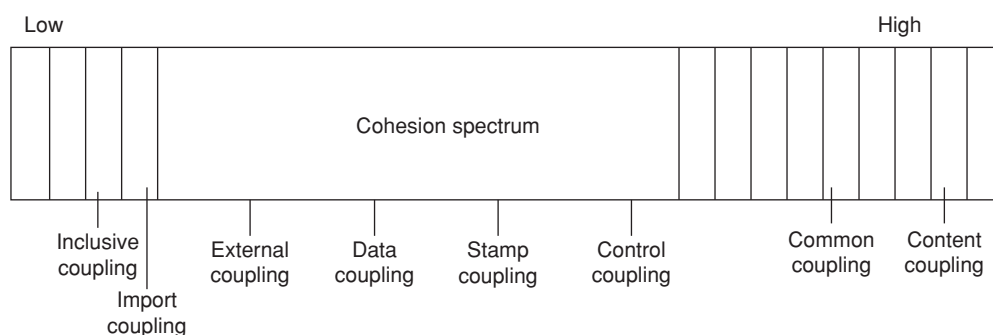 Low
High
Cohesion spectrum
Inclusive
coupling
Import
coupling
External
coupling
Data
coupling
Stamp
coupling
Control
coupling
Common
coupling
Content
coupling